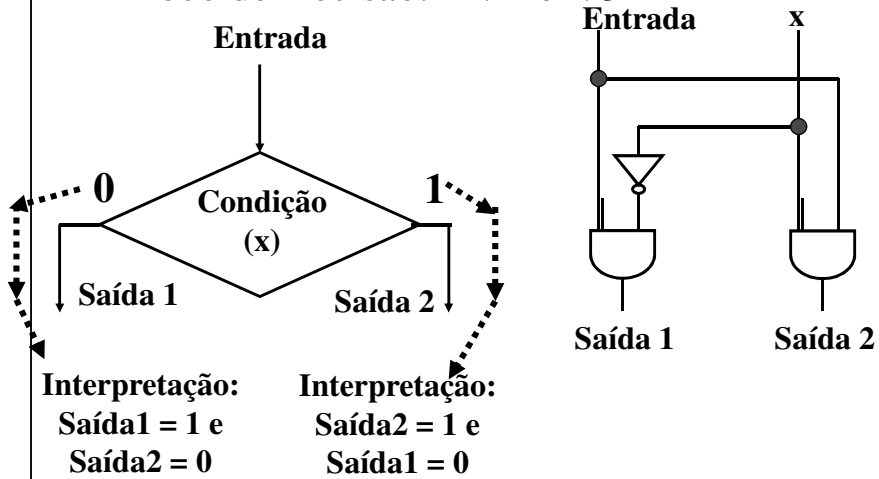 Entrada
0
Condição
(x)
1
Saída 1
Saída 2
Interpretação:
Saída1 = 1 e
Saída2 = 0
Interpretação:
Saída2 = 1 e
Saída1 = 0
Entrada
x
Saída 1
Saída 2